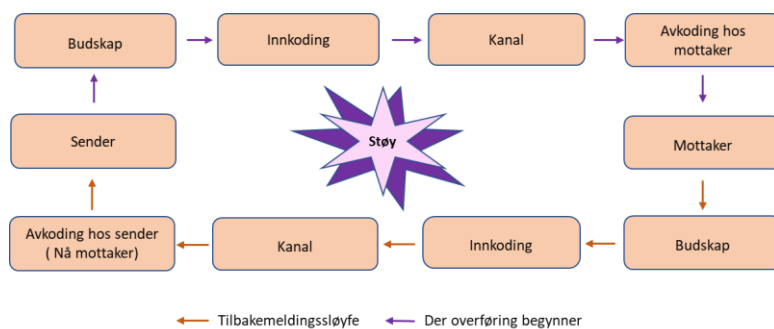 Budskap
Innkoding
Kanal
Avkoding hos
mottaker
Sender
Støy
Mottaker
Avkoding hos sender
( Nå mottaker)
Kanal
Innkoding
Budskap
Tilbakemeldingssløyfe
Der overføring begynner